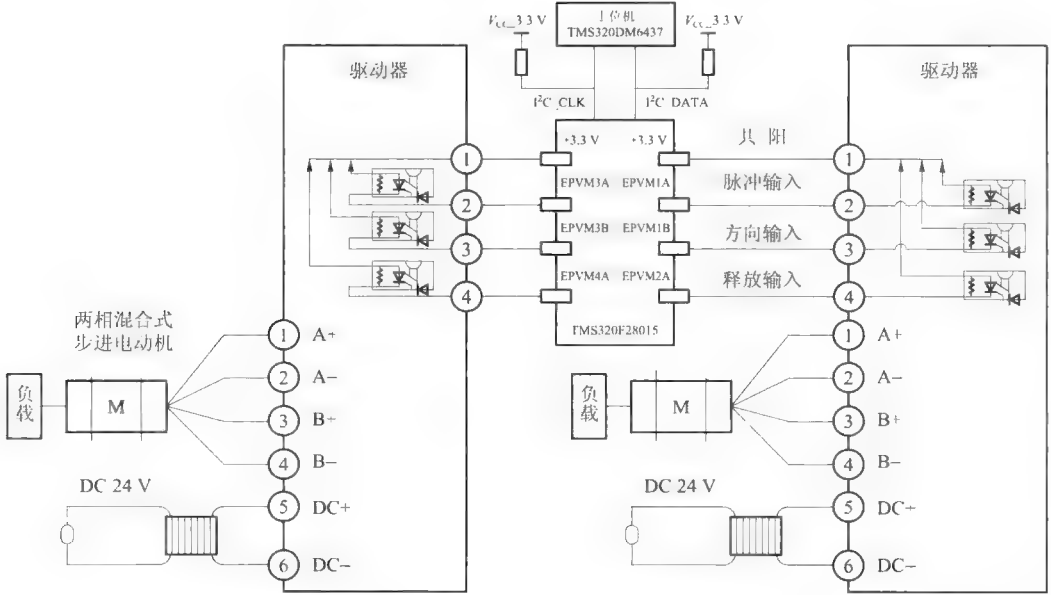 V_CC_3.3 V
上位机
TMS320DM6437
V_CC_3.3 V
驱动器
驱动器
I²C_CLK
I²C_DATA
+3.3 V
+3.3 V
共 阳
1
1
EPVM3A
EPVM1A
脉冲输入
2
2
EPVM3B
EPVM1B
方向输入
3
3
EPVM4A
EPVM2A
释放输入
4
4
TMS320F28015
两相混合式
步进电动机
1
A+
1
A+
负载
M
2
A−
负载
M
2
A−
3
B+
3
B+
4
B−
4
B−
DC 24 V
DC 24 V
5
DC+
5
DC+
6
DC−
6
DC−